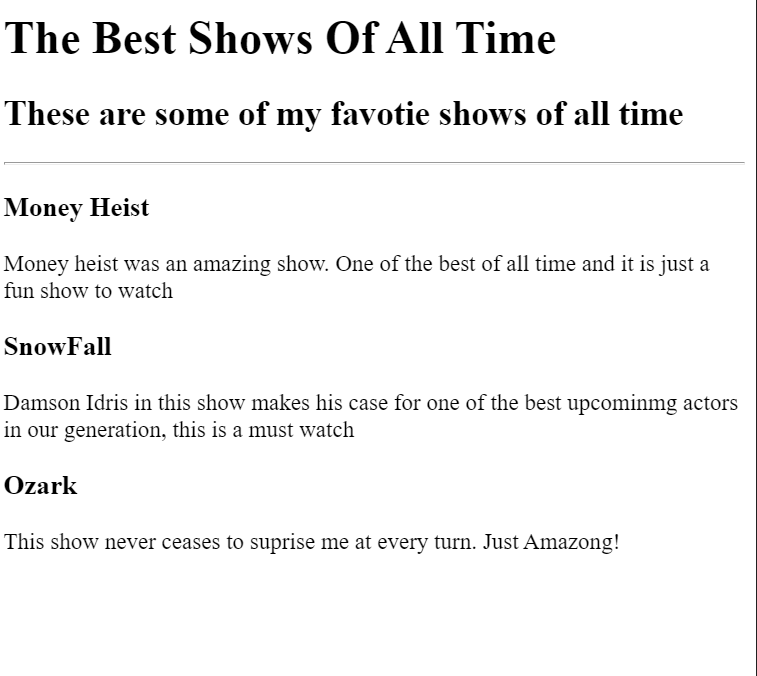 The Best Shows Of All Time
These are some of my favotie shows of all time
Money Heist
Money heist was an amazing show. One of the best of all time and it is just a
fun show to watch
SnowFall
Damson Idris in this show makes his case for one of the best upcominmg actors
in our generation, this is a must watch
Ozark
This show never ceases to suprise me at every turn. Just Amazong!